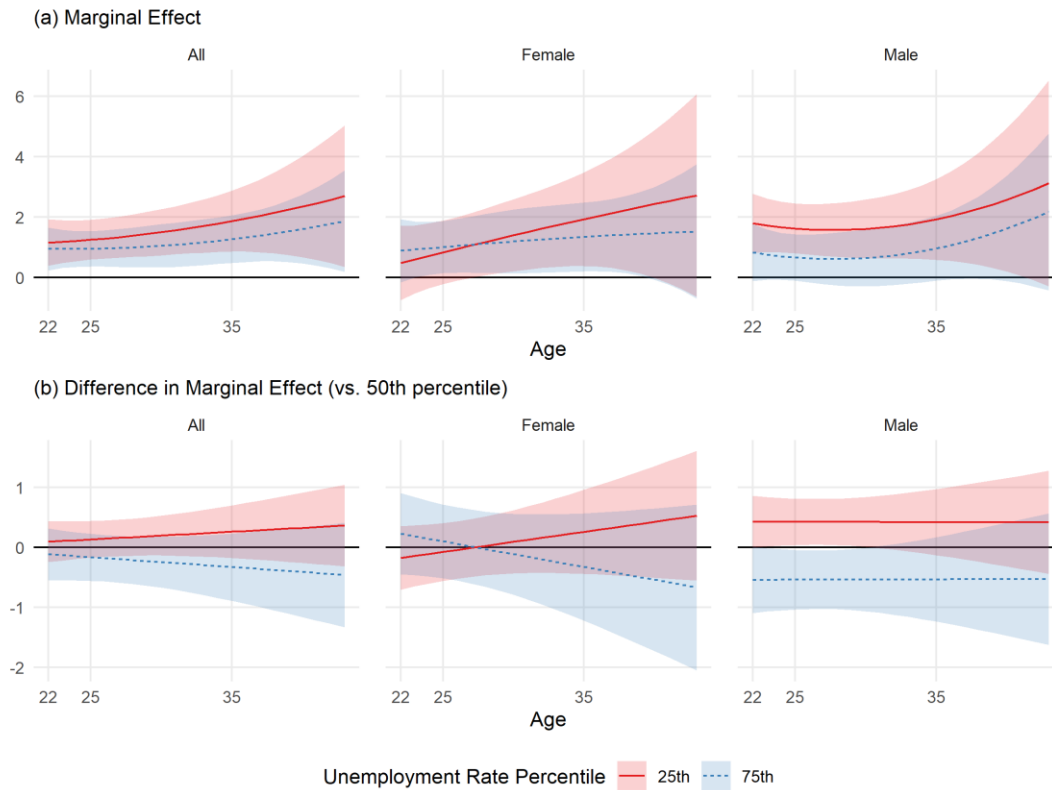 (a) Marginal Effect
All Female Male
6
4
2
0
22 25 35 22 25 35 22 25 35
Age
(b) Difference in Marginal Effect (vs. 50th percentile)
All Female Male
1
0
-1
-2
22 25 35 22 25 35 22 25 35
Age
Unemployment Rate Percentile 25th 75th